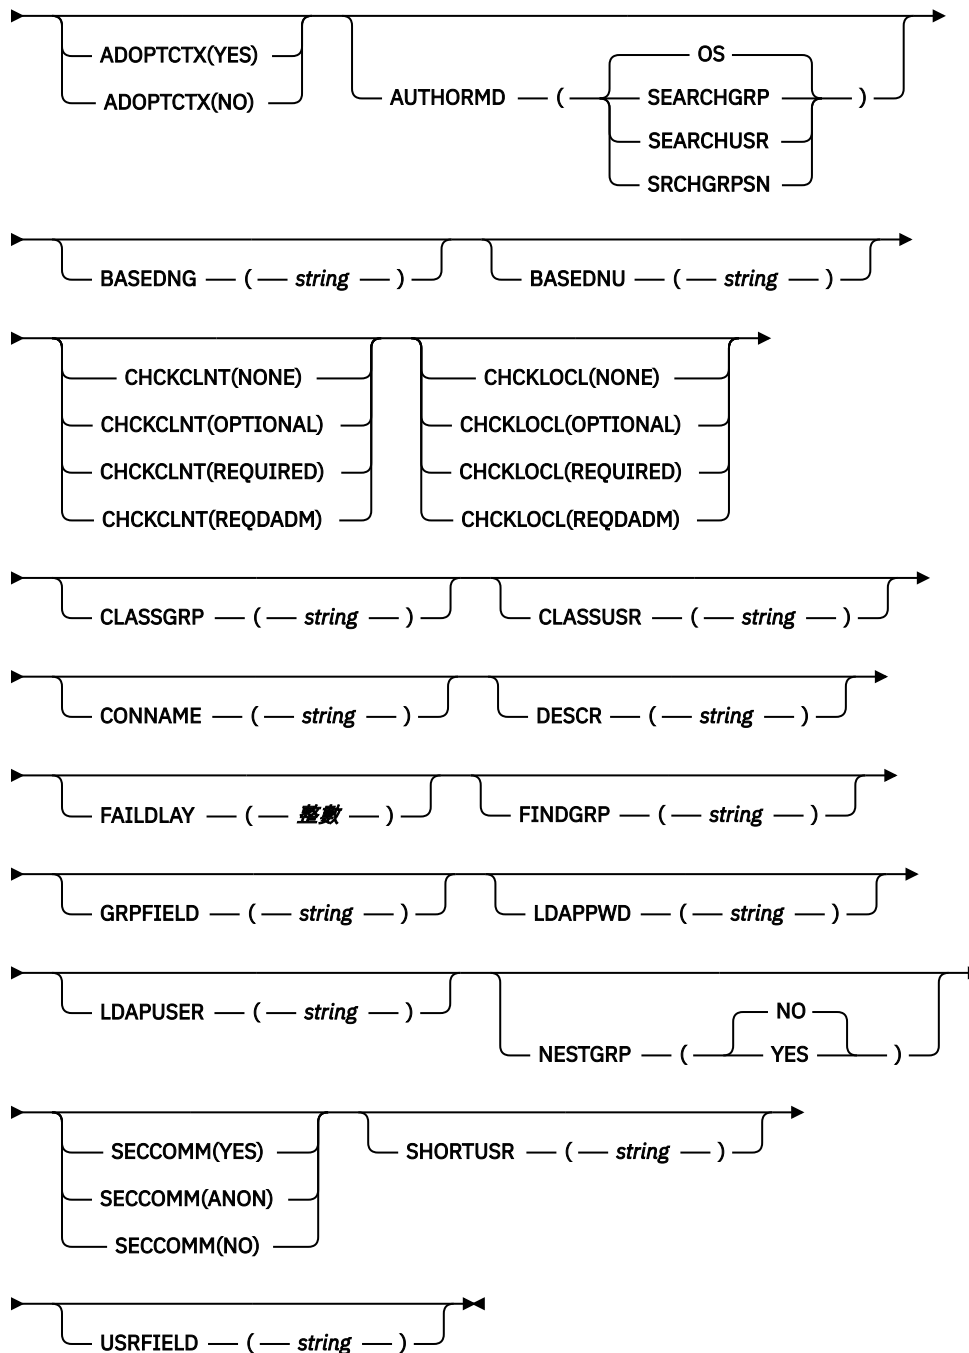 OS
ADOPTCTX(YES)
ADOPTCTX(NO)
AUTHORMD ( SEARCHGRP )
SEARCHUSR
SRCHGRPSN
BASEDNG ( string ) BASEDNU ( string )
CHCKCLNT(NONE) CHCKLOCL(NONE)
CHCKCLNT(OPTIONAL) CHCKLOCL(OPTIONAL)
CHCKCLNT(REQUIRED) CHCKLOCL(REQUIRED)
CHCKCLNT(REQDADM) CHCKLOCL(REQDADM)
CLASSGRP ( string ) CLASSUSR ( string )
CONNAME ( string ) DESCR ( string )
FAILDLAY ( 整數 ) FINDGRP ( string )
GRPFIELD ( string ) LDAPPWD ( string )
NO
LDAPUSER ( string ) NESTGRP ( YES )
SECCOMM(YES) SHORTUSR ( string )
SECCOMM(ANON)
SECCOMM(NO)
USRFIELD ( string )